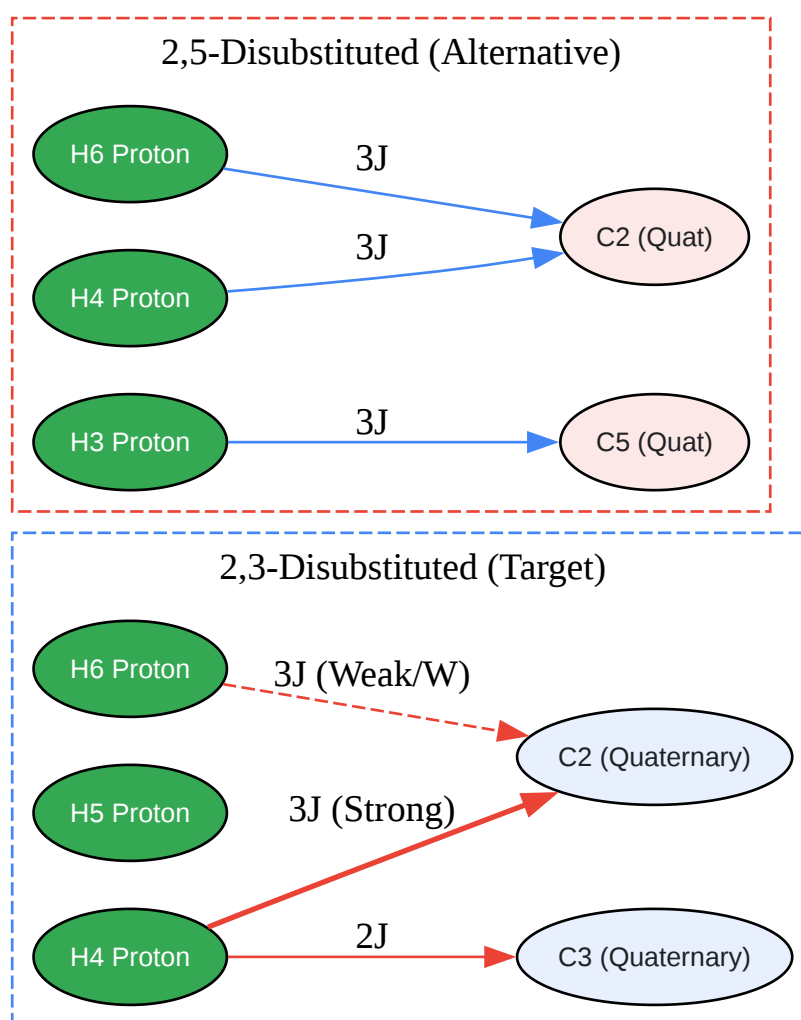 2,5-Disubstituted (Alternative)
H6 Proton
3J
C2 (Quat)
3J
H4 Proton
3J
H3 Proton
C5 (Quat)
2,3-Disubstituted (Target)
H6 Proton
3J (Weak/W)
C2 (Quaternary)
H5 Proton
3J (Strong)
2J
H4 Proton
C3 (Quaternary)